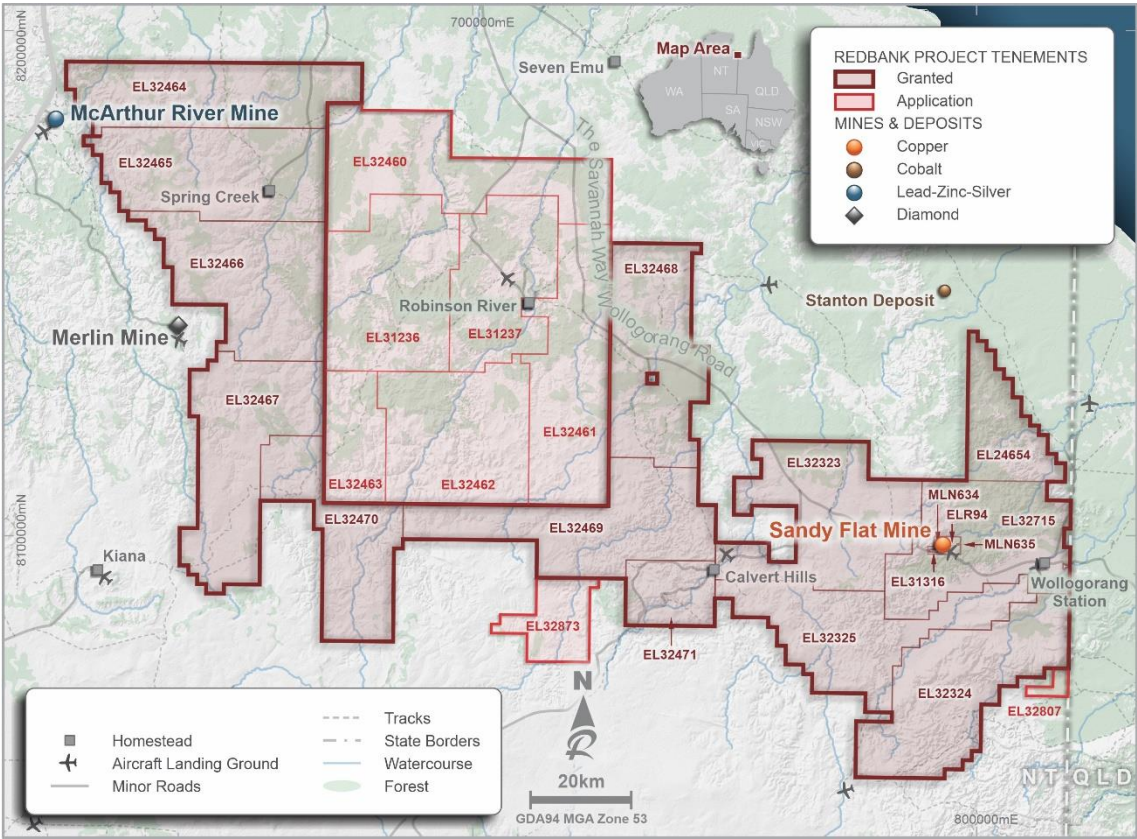 8200000mN
700000mE
Seven Emu
Map Area
WA
NT
QLD
SA
NSW
VIC
REDBANK PROJECT TENEMENTS
Granted
Application
MINES & DEPOSITS
Copper
Cobalt
Lead-Zinc-Silver
Diamond
EL32464
McArthur River Mine
EL32465
Spring Creek
EL32460
The Savannah Way
Wollogorang Road
EL32466
EL32468
Robinson River
Stanton Deposit
Merlin Mine
EL31236
EL31237
EL32467
EL32461
EL32463
EL32462
EL32323
EL24654
MLN634
ELR94
EL32715
EL32470
EL32469
Sandy Flat Mine
MLN635
8100000mN
Kiana
Calvert Hills
EL31316
Wollogorang
Station
EL32873
EL32325
EL32471
EL32324
EL32807
Homestead
Aircraft Landing Ground
Minor Roads
Tracks
State Borders
Watercourse
Forest
N
20km
GDA94 MGA Zone 53
NT QLD
800000mE